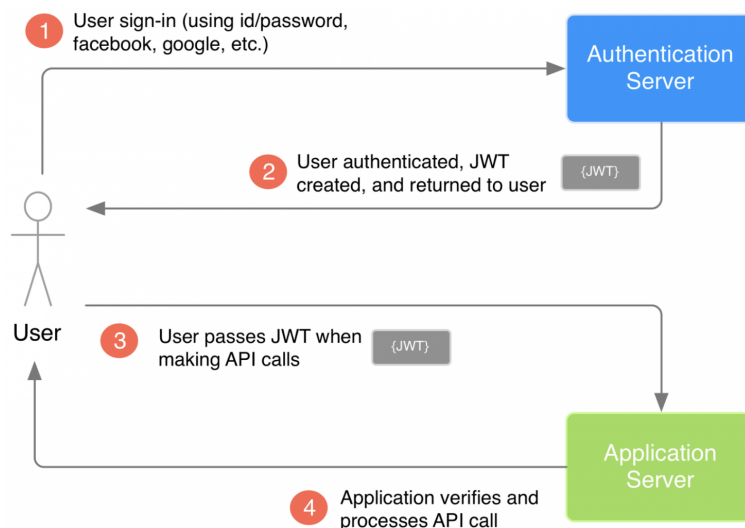 1
User sign-in (using id/password,
facebook, google, etc.)
Authentication
Server
2
User authenticated, JWT
created, and returned to user
{JWT}
User
3
User passes JWT when
making API calls
{JWT}
Application
Server
4
Application verifies and
processes API call